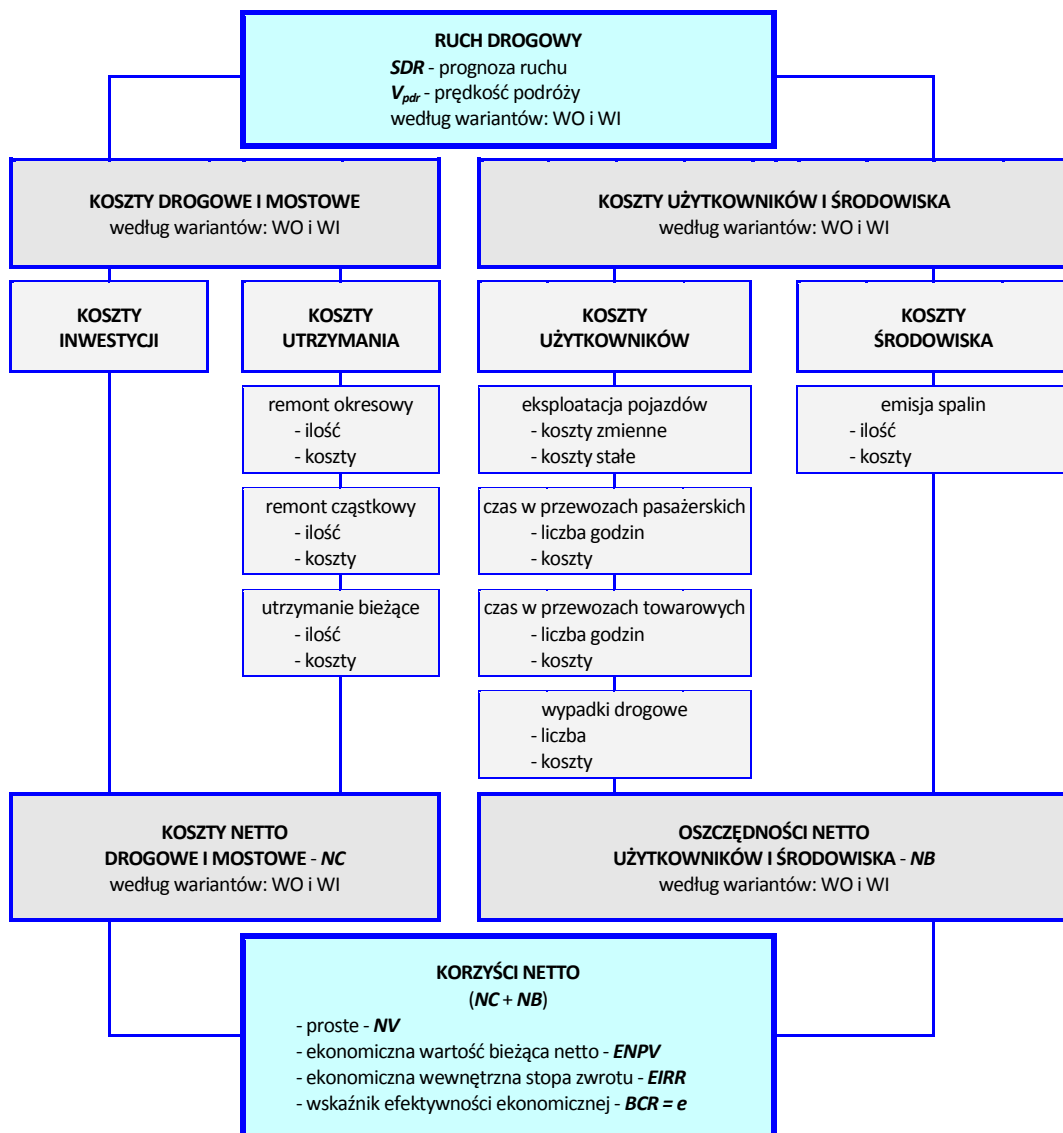 RUCH DROGOWY
SDR - prognoza ruchu
Vpdr - prędkość podróży
według wariantów: WO i WI
KOSZTY DROGOWE I MOSTOWE
według wariantów: WO i WI
KOSZTY UŻYTKOWNIKÓW I ŚRODOWISKA
według wariantów: WO i WI
KOSZTY
INWESTYCJI
KOSZTY
UTRZYMANIA
KOSZTY
UŻYTKOWNIKÓW
KOSZTY
ŚRODOWISKA
remont okresowy
- ilość
- koszty
remont cząstkowy
- ilość
- koszty
utrzymanie bieżące
- ilość
- koszty
eksploatacja pojazdów
- koszty zmienne
- koszty stałe
czas w przewozach pasażerskich
- liczba godzin
- koszty
czas w przewozach towarowych
- liczba godzin
- koszty
wypadki drogowe
- liczba
- koszty
emisja spalin
- ilość
- koszty
KOSZTY NETTO
DROGOWE I MOSTOWE - NC
według wariantów: WO i WI
OSZCZĘDNOŚCI NETTO
UŻYTKOWNIKÓW I ŚRODOWISKA - NB
według wariantów: WO i WI
KORZYŚCI NETTO
(NC + NB)
- proste - NV
- ekonomiczna wartość bieżąca netto - ENPV
- ekonomiczna wewnętrzna stopa zwrotu - EIRR
- wskaźnik efektywności ekonomicznej - BCR = e